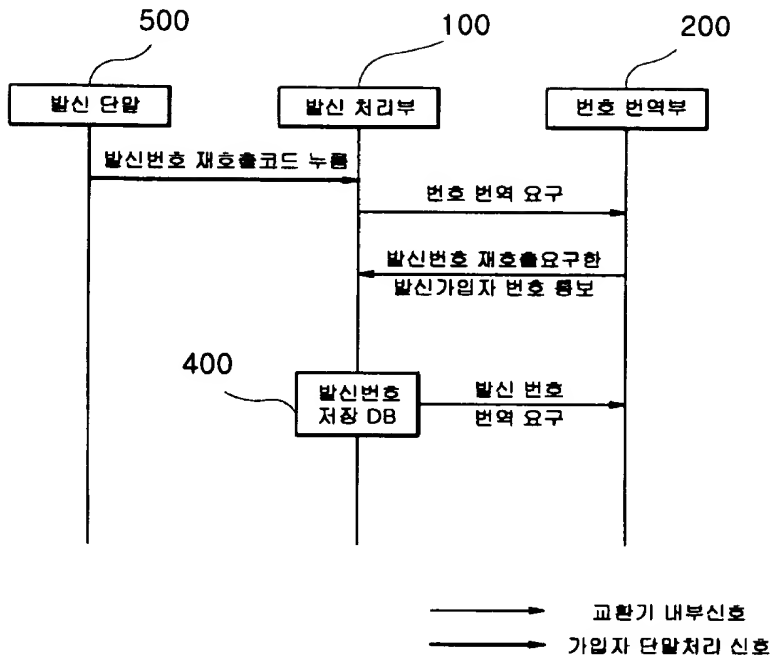 500
100
200
발신 단말
발신 처리부
번호 번역부
발신번호 재호출코드 누름
번호 번역 요구
발신번호 재호출요구한
발신가입자 번호 통보
400
발신번호
저장 DB
발신 번호
번역 요구
교환기 내부신호
가입자 단말처리 신호